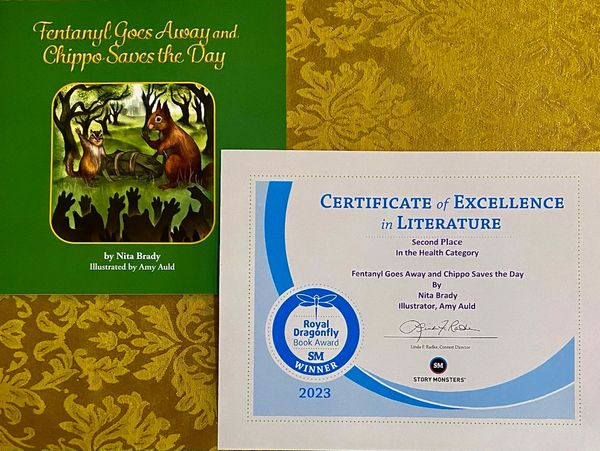 Fentanyl Goes Away and
Chippo Saves the Day
by Nita Brady
Illustrated by Amy Auld
CERTIFICATE of EXCELLENCE
in LITERATURE
Second Place
In the Health Category
Fentanyl Goes Away and Chippo Saves the Day
By
Nita Brady
Illustrator, Amy Auld
Linda F. Radke, Contest Director
Royal
Dragonfly
Book Award
SM
WINNER
2023
SM
STORY MONSTERS